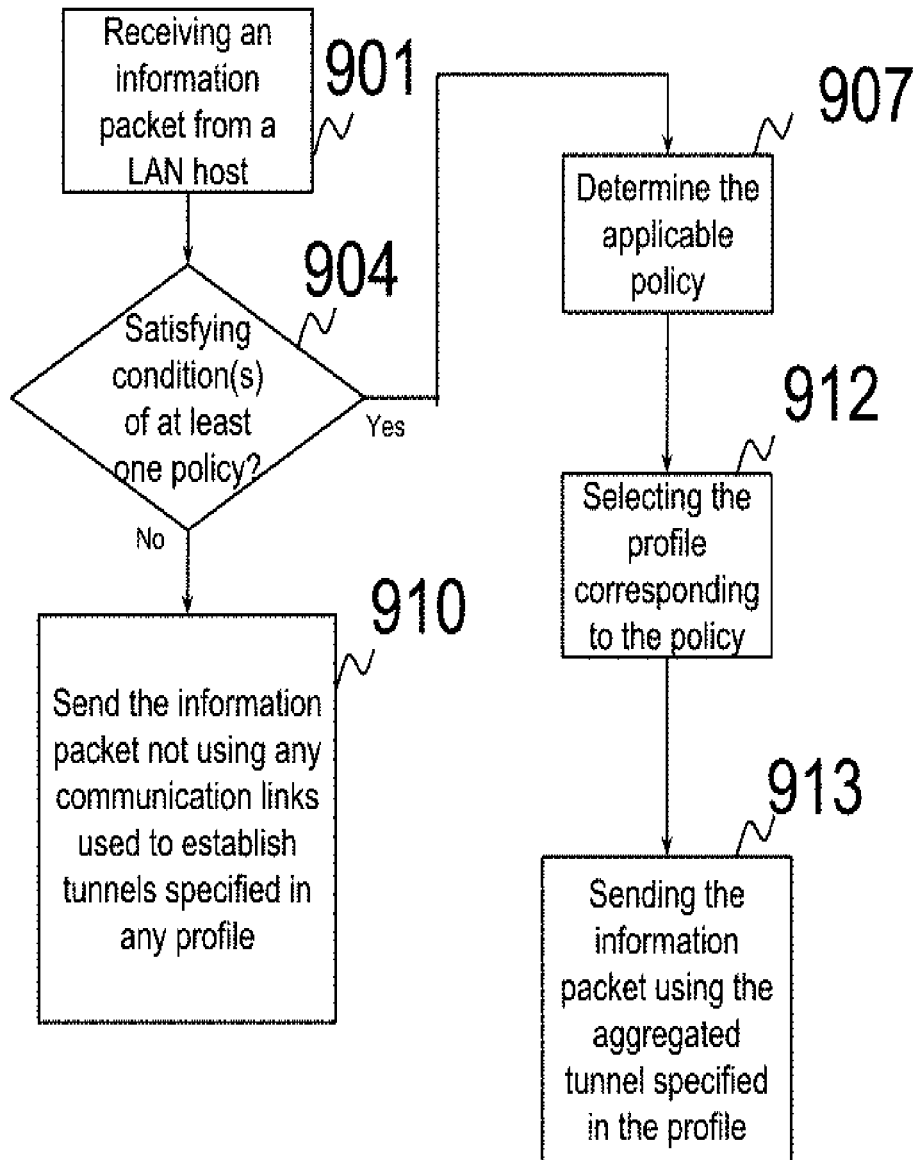 Receiving an
information
packet from a
LAN host
901
Satisfying
condition(s)
of at least
one policy?
904
Yes
No
Send the information
packet not using any
communication links
used to establish
tunnels specified in
any profile
910
Determine the
applicable
policy
907
Selecting the
profile
corresponding
to the policy
912
Sending the
information
packet using the
aggregated
tunnel specified
in the profile
913